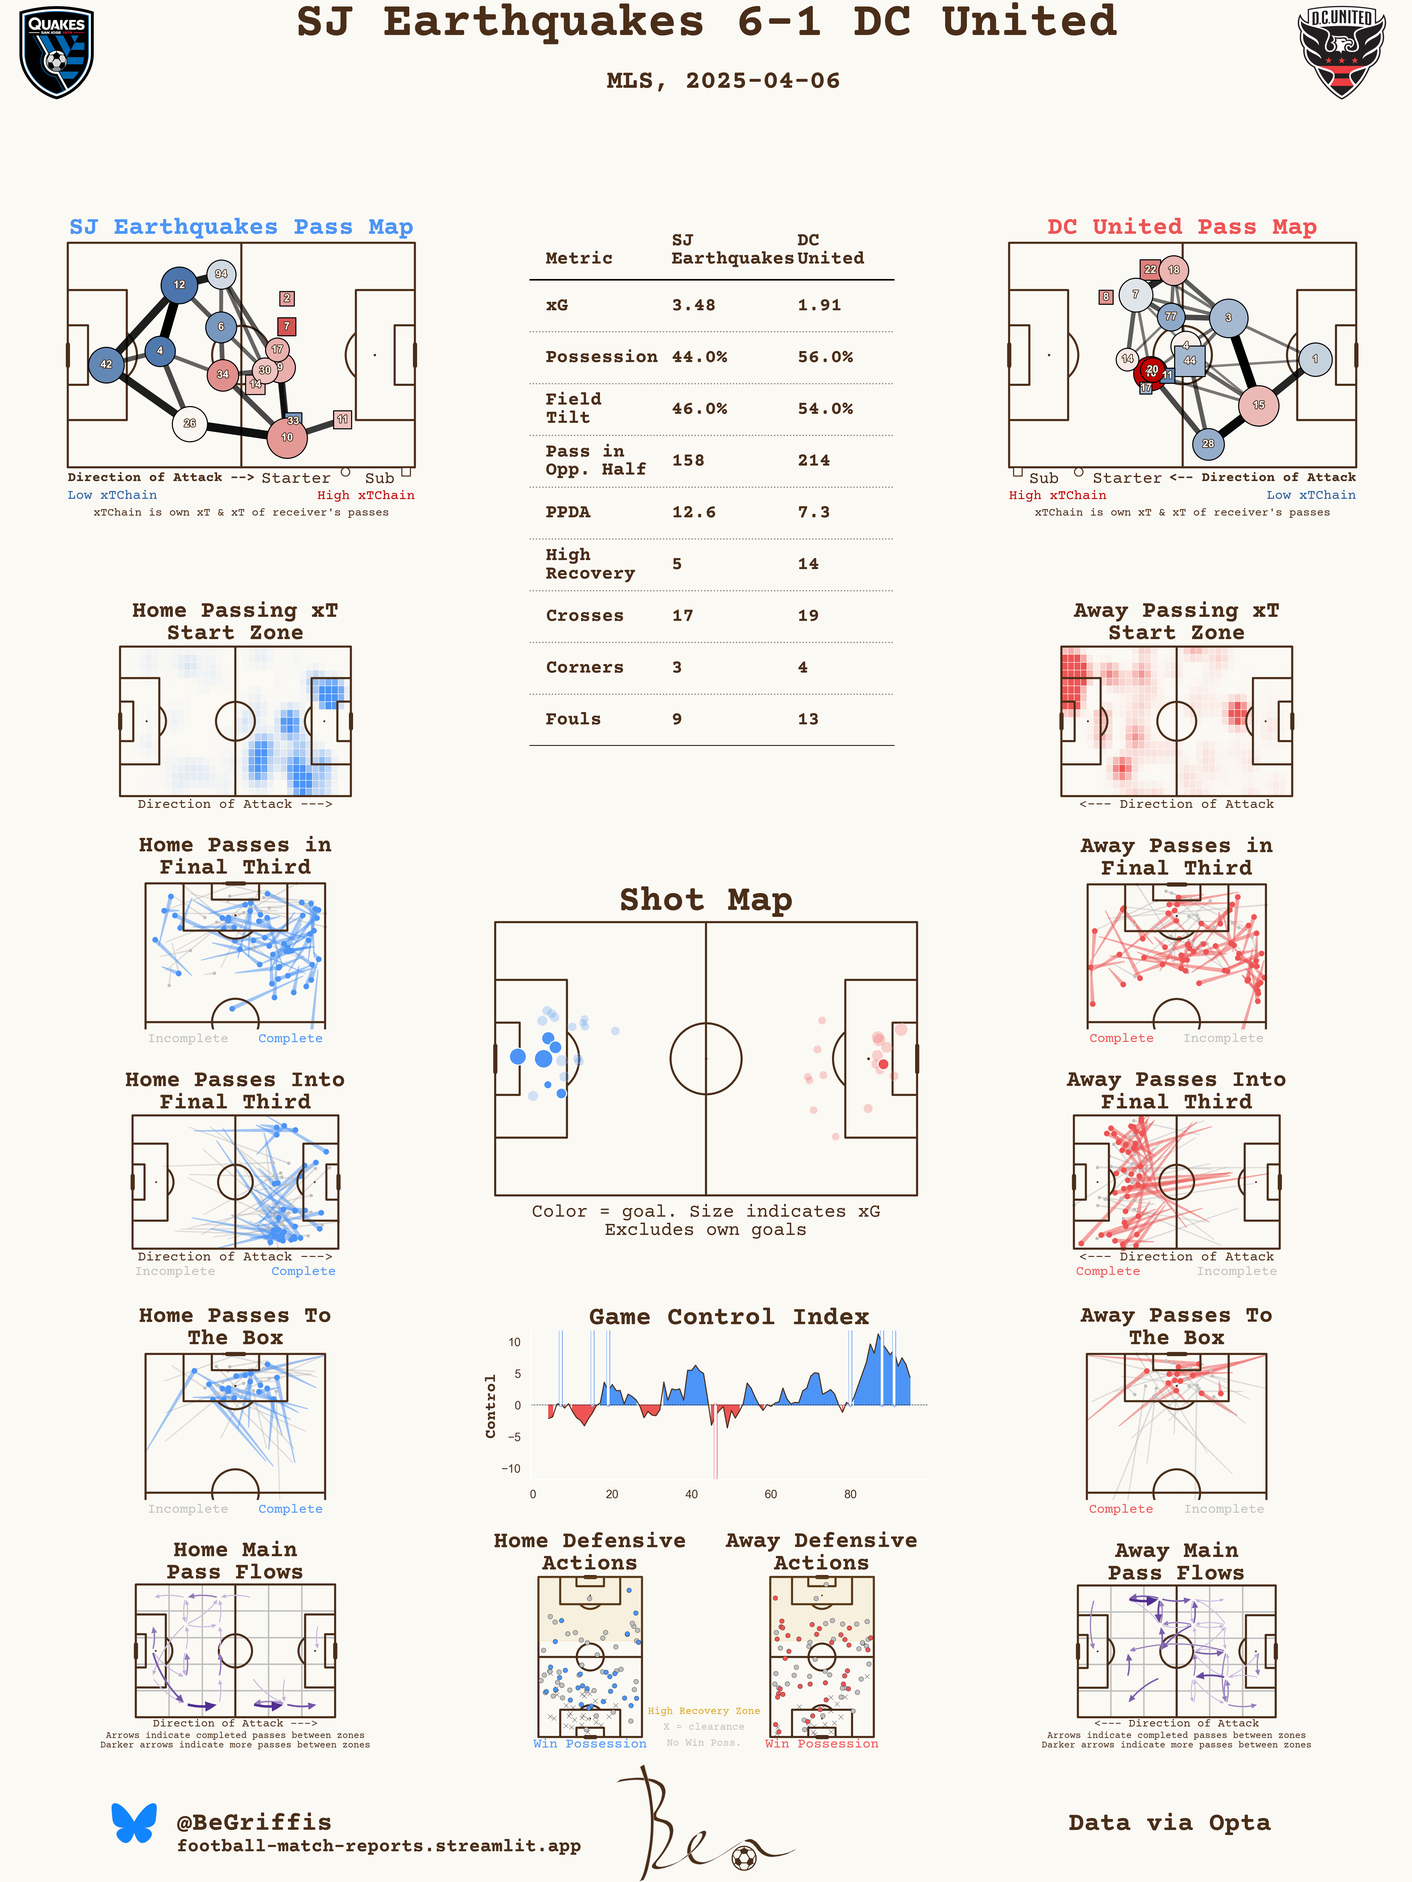 SJ Earthquakes 6-1 DC United
MLS, 2025-04-06
QUAKES
SAN JOSE 1974
D.C.UNITED
SJ Earthquakes Pass Map
94
12
2
6
7
17
4
9
42
30
34
14
33
11
26
10
Direction of Attack --> Starter Sub
Low xTChain High xTChain
xTChain is own xT & xT of receiver's passes
Metric SJ Earthquakes DC United
xG 3.48 1.91
Possession 44.0% 56.0%
Field Tilt 46.0% 54.0%
Pass in Opp. Half 158 214
PPDA 12.6 7.3
High Recovery 5 14
Crosses 17 19
Corners 3 4
Fouls 9 13
DC United Pass Map
22
18
8
7
77
3
4
14
44
1
20
11
17
15
28
Sub Starter <-- Direction of Attack
High xTChain Low xTChain
xTChain is own xT & xT of receiver's passes
Home Passing xT
Start Zone
Direction of Attack --->
Away Passing xT
Start Zone
<--- Direction of Attack
Home Passes in
Final Third
Incomplete Complete
Away Passes in
Final Third
Complete Incomplete
Shot Map
Color = goal. Size indicates xG
Excludes own goals
Home Passes Into
Final Third
Direction of Attack --->
Incomplete Complete
Away Passes Into
Final Third
<--- Direction of Attack
Complete Incomplete
Home Passes To
The Box
Incomplete Complete
Game Control Index
Control
10
5
0
−5
−10
0 20 40 60 80
Away Passes To
The Box
Complete Incomplete
Home Main
Pass Flows
Direction of Attack --->
Arrows indicate completed passes between zones
Darker arrows indicate more passes between zones
Home Defensive
Actions
Win Possession
Away Defensive
Actions
Win Possession
High Recovery Zone
X = clearance
No Win Poss.
Away Main
Pass Flows
<--- Direction of Attack
Arrows indicate completed passes between zones
Darker arrows indicate more passes between zones
@BeGriffis
football-match-reports.streamlit.app
Ben
Data via Opta